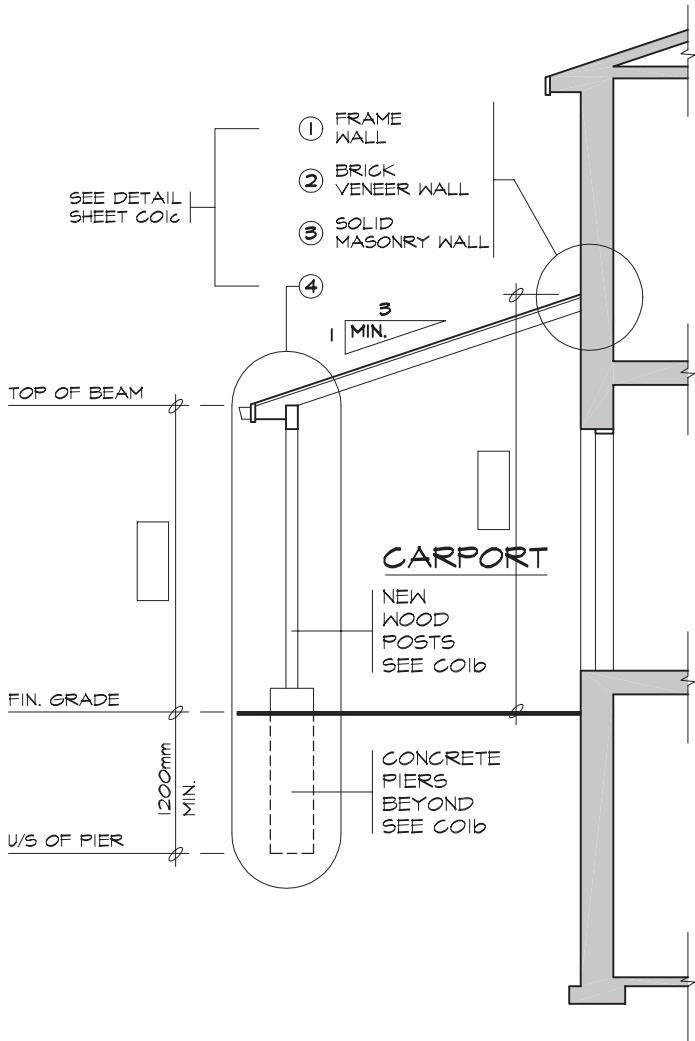 1 FRAME
WALL
2 BRICK
VENEER WALL
3 SOLID
MASONRY WALL
4
SEE DETAIL
SHEET C01c
3
1 MIN.
TOP OF BEAM
CARPORT
NEW
WOOD
POSTS
SEE C01b
FIN. GRADE
1200mm
MIN.
CONCRETE
PIERS
BEYOND
SEE C01b
U/S OF PIER